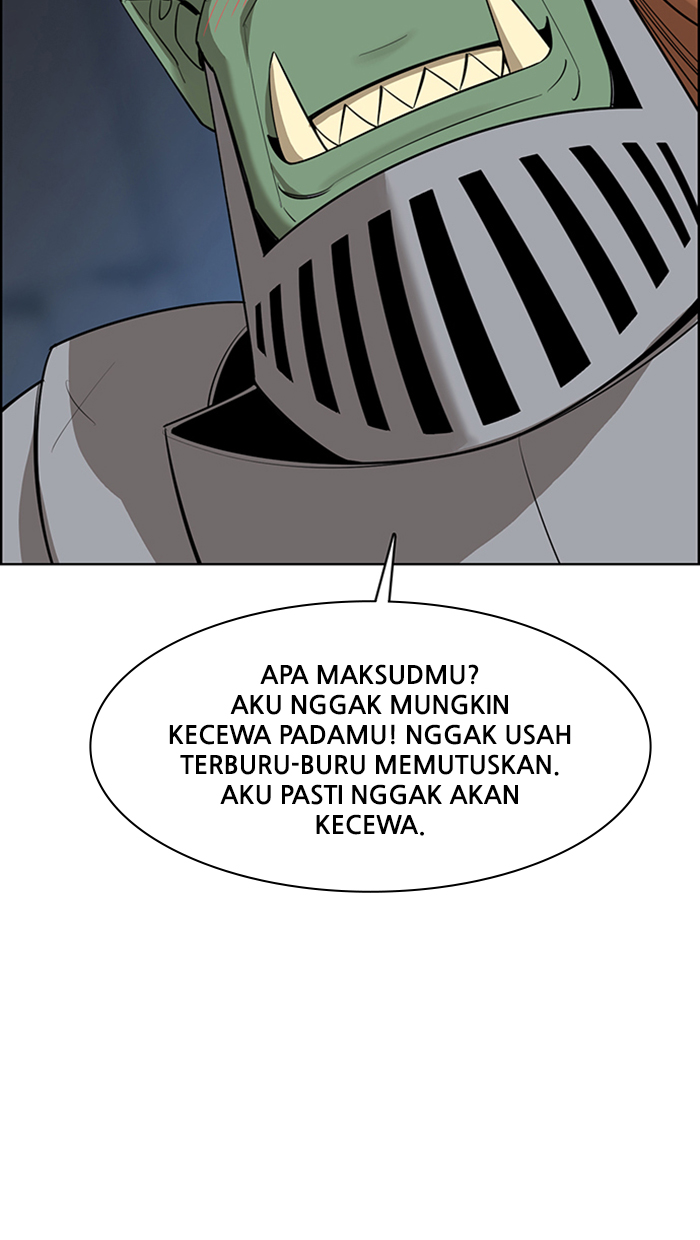 APA MAKSUDMU?
AKU NGGAK MUNGKIN
KECEWA PADAMU! NGGAK USAH
TERBURU-BURU MEMUTUSKAN.
AKU PASTI NGGAK AKAN
KECEWA.